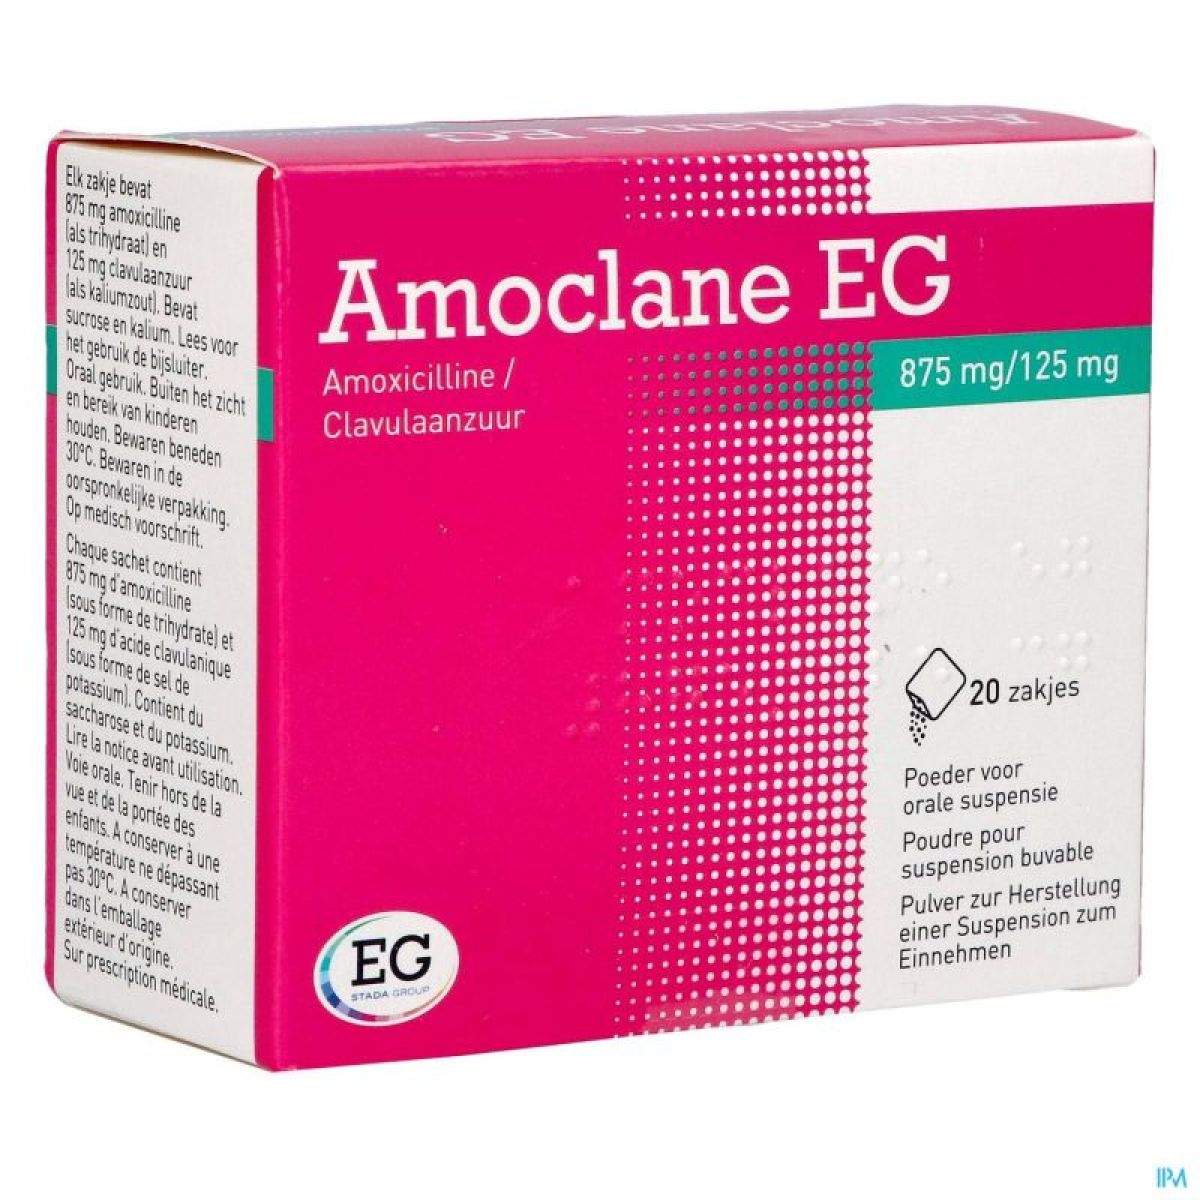 Amoclane EG
Elk zakje bevat
875 mg amoxicilline
(als trihydraat) en
125 mg clavulaanzuur
(als kaliumzout). Bevat
sucrose en kalium. Lees voor
het gebruik de bijsluiter.
Oraal gebruik. Buiten het zicht
en bereik van kinderen
houden. Bewaren beneden
30°C. Bewaren in de
oorspronkelijke verpakking.
Op medisch voorschrift.
Chaque sachet contient
875 mg d'amoxicilline
(sous forme de trihydrate) et
125 mg d'acide clavulanique
(sous forme de sel de
potassium). Contient du
saccharose et du potassium.
Lire la notice avant utilisation.
Voie orale. Tenir hors de la
vue et de la portée des
enfants. A conserver à une
température ne dépassant
pas 30°C. A conserver
dans l'emballage
extérieur d'origine.
Sur prescription médicale.
Amoclane EG
Amoxicilline /
Clavulaanzuur
875 mg/125 mg
20 zakjes
Poeder voor
orale suspensie
Poudre pour
suspension buvable
Pulver zur Herstellung
einer Suspension zum
Einnehmen
EG
STADA GROUP
IPM